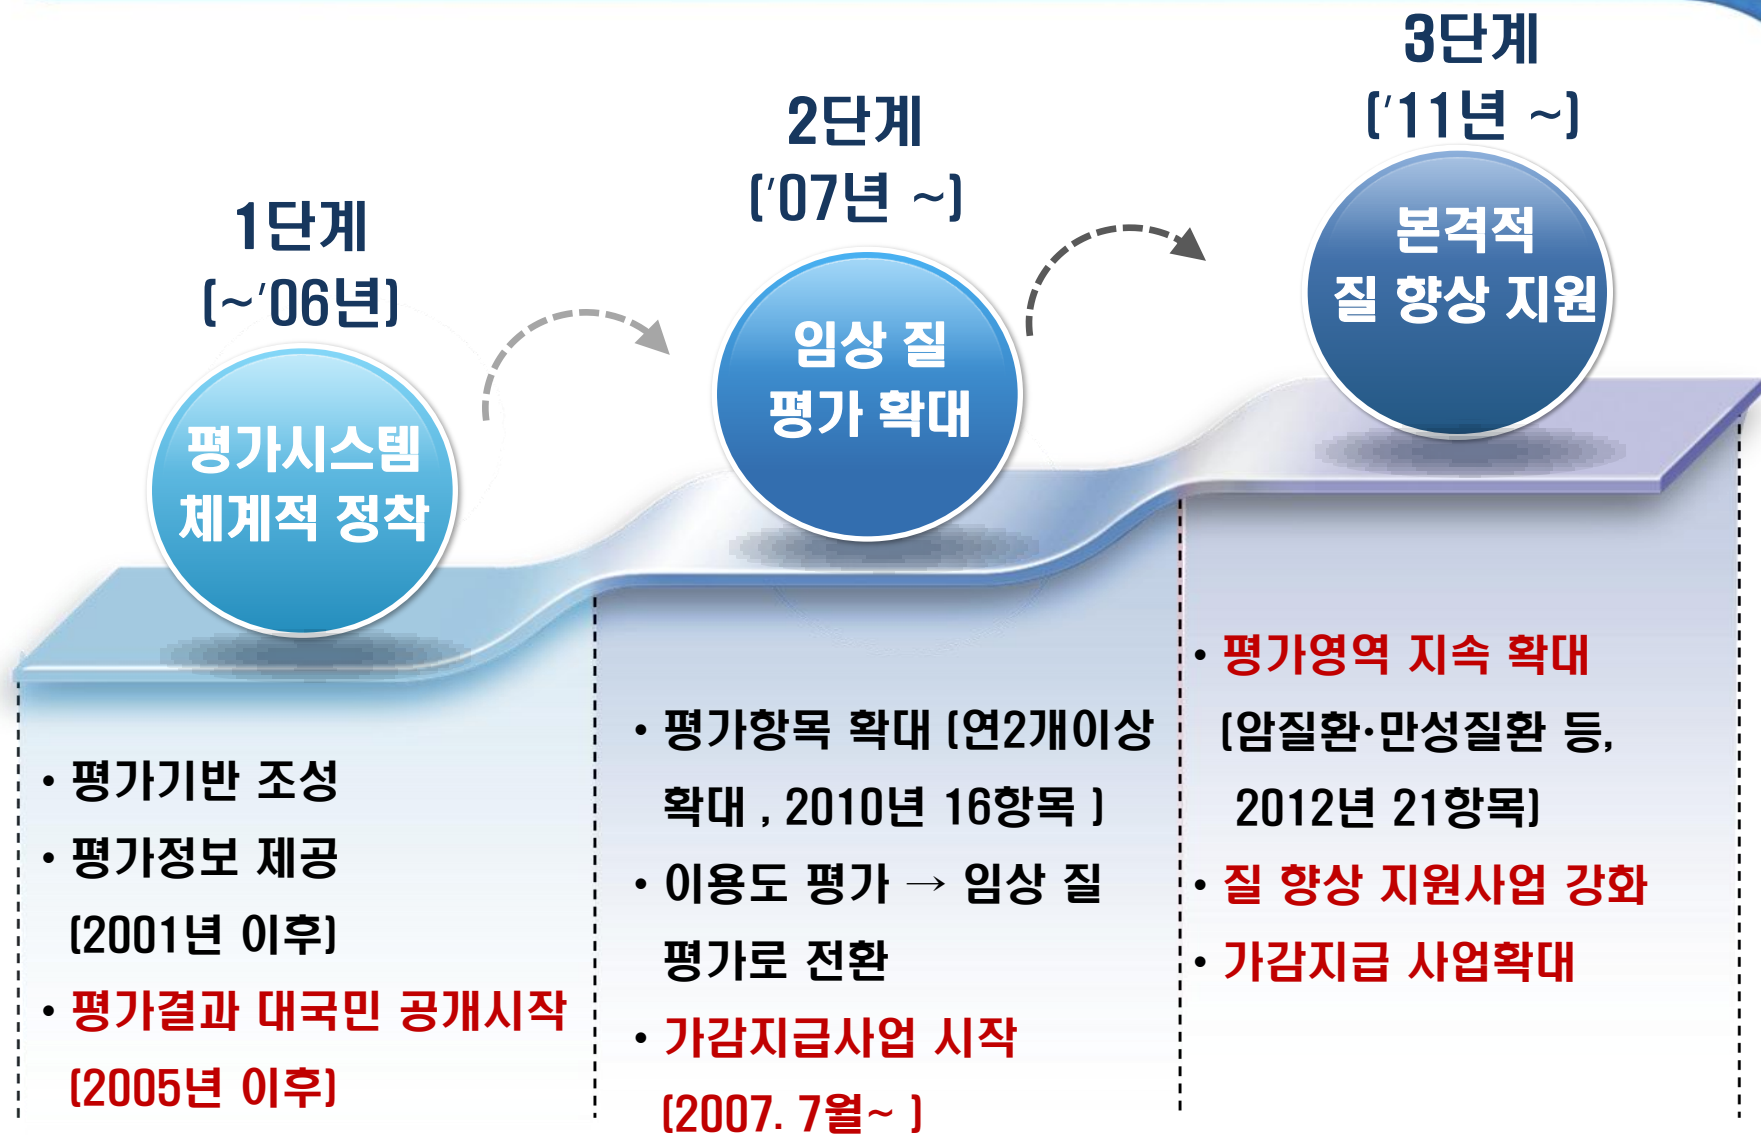 1단계
(~'06년)
평가시스템
체계적 정착
• 평가기반 조성
• 평가정보 제공
(2001년 이후)
• 평가결과 대국민 공개시작
(2005년 이후)
2단계
('07년 ~)
임상 질
평가 확대
• 평가항목 확대 (연2개이상
확대 , 2010년 16항목 )
• 이용도 평가 → 임상 질
평가로 전환
• 가감지급사업 시작
(2007. 7월~ )
3단계
('11년 ~)
본격적
질 향상 지원
• 평가영역 지속 확대
(암질환·만성질환 등,
2012년 21항목)
• 질 향상 지원사업 강화
• 가감지급 사업확대